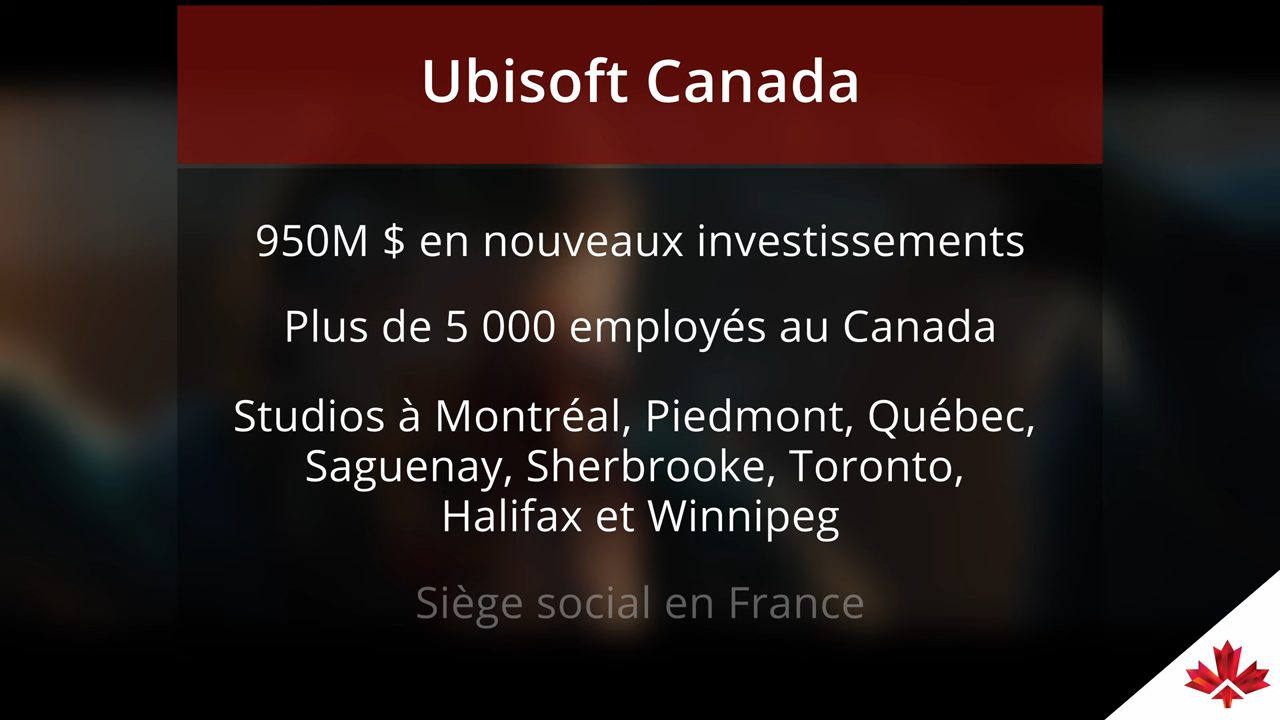 Ubisoft Canada
950M $ en nouveaux investissements
Plus de 5 000 employés au Canada
Studios à Montréal, Piedmont, Québec,
Saguenay, Sherbrooke, Toronto,
Halifax et Winnipeg
Siège social en France